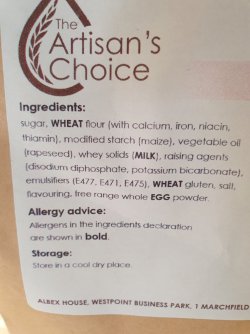 The
Artisan's
Choice
Ingredients:
sugar, WHEAT flour (with calcium, iron, niacin,
thiamin), modified starch (maize), vegetable oil
(rapeseed), whey solids (MILK), raising agents
(disodium diphosphate, potassium bicarbonate),
emulsifiers (E477, E471, E475), WHEAT gluten, salt,
flavouring, free range whole EGG powder.
Allergy advice:
Allergens in the ingredients declaration
are shown in bold.
Storage:
Store in a cool dry place.
ALBEX HOUSE, WESTPOINT BUSINESS PARK, 1 MARCHFIELD